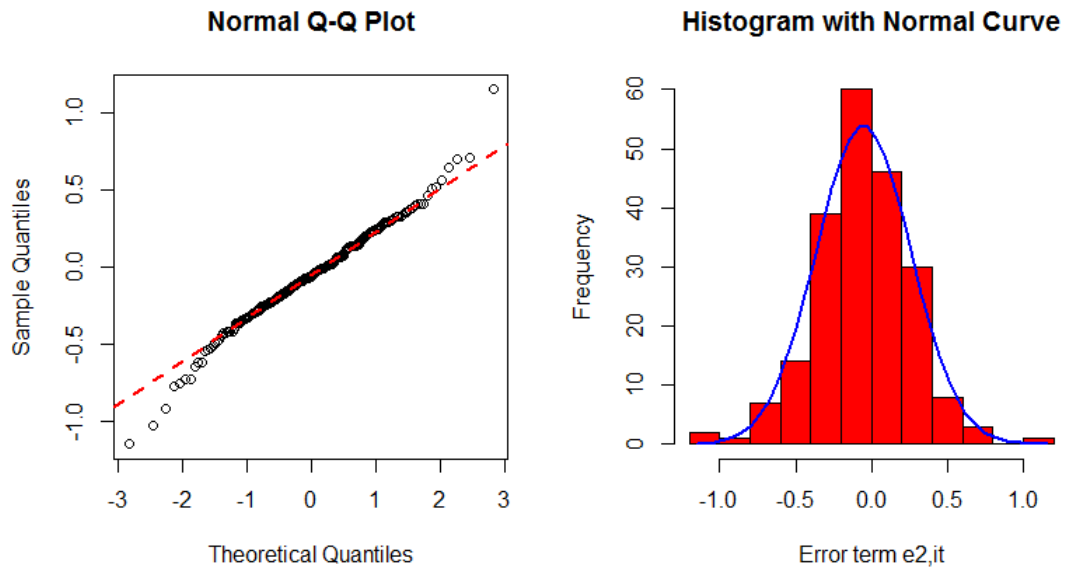 Normal Q-Q Plot
Sample Quantiles
1.0
0.5
0.0
-0.5
-1.0
-3 -2 -1 0 1 2 3
Theoretical Quantiles
Histogram with Normal Curve
Frequency
60
50
40
30
20
10
0
-1.0 -0.5 0.0 0.5 1.0
Error term e2,it